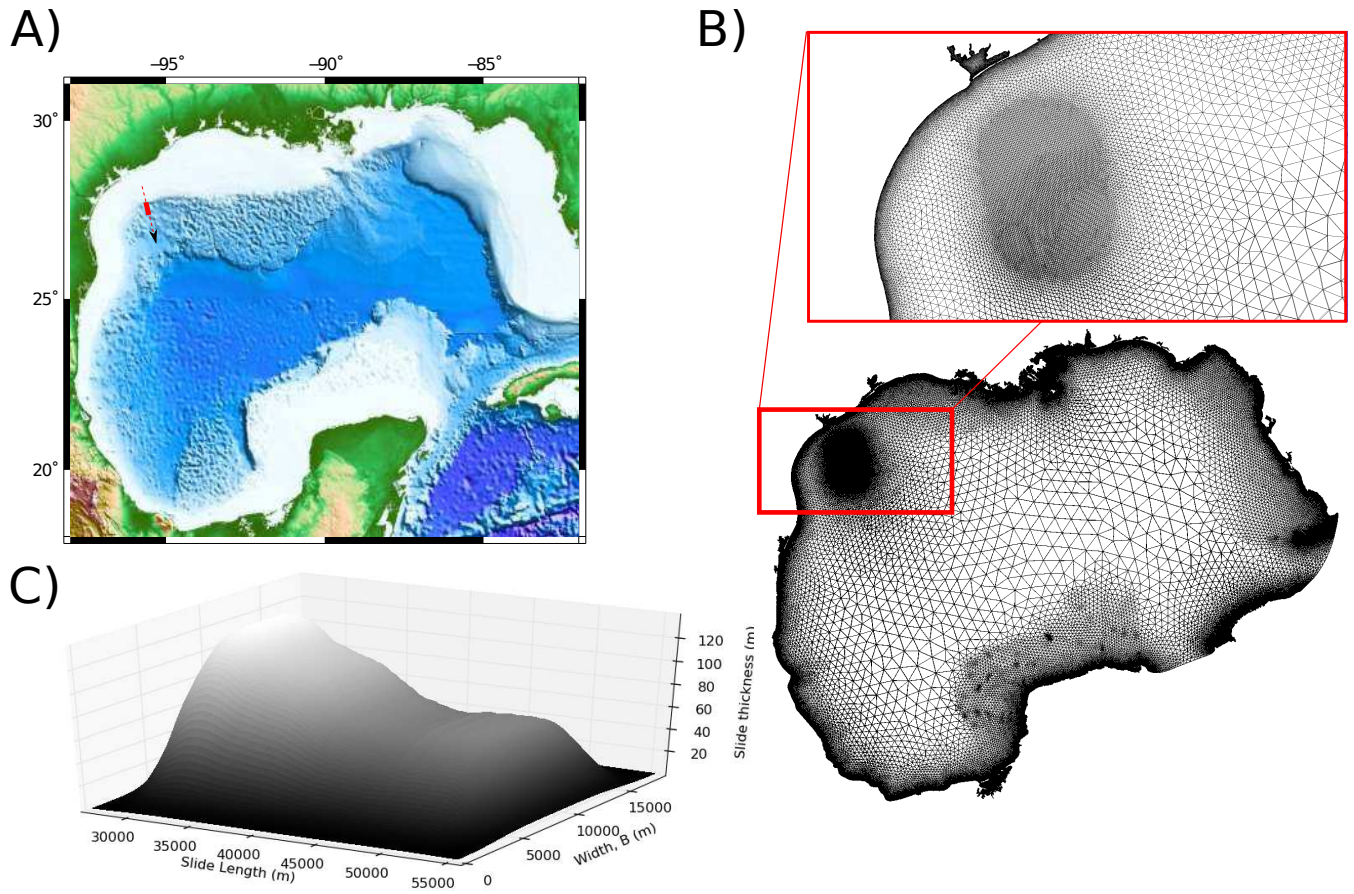 A)
−95° −90° −85°
30°
25°
20°
B)
C)
120
100
80
60
40
20
Slide thickness (m)
30000 35000 40000 45000 50000 55000
Slide Length (m)
0 5000 10000 15000
Width, B (m)